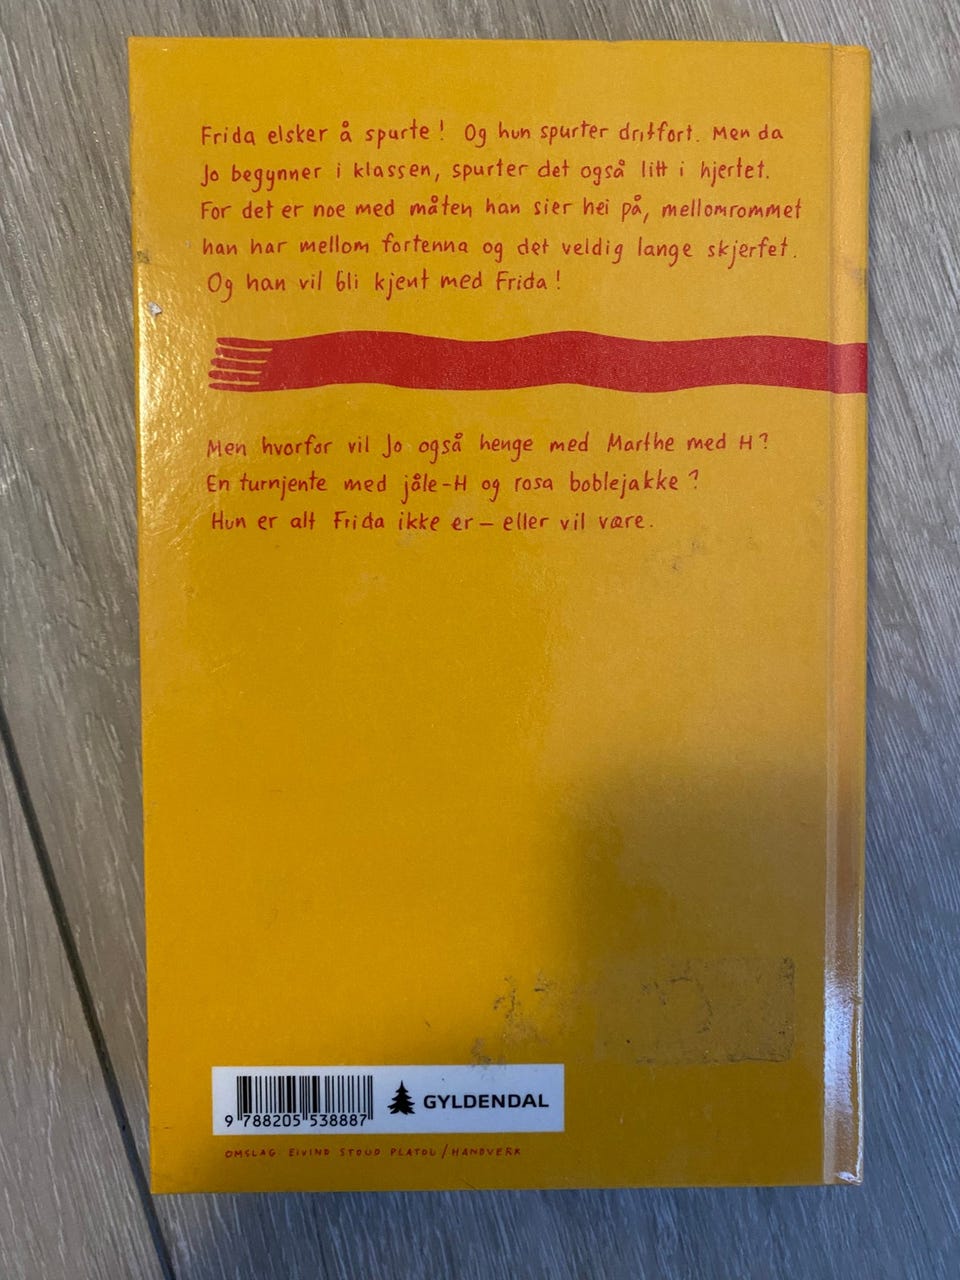 Frida elsker å spurte! Og hun spurter dritfort. Men da
Jo begynner i klassen, spurter det også litt i hjertet.
For det er noe med måten han sier hei på, mellomrommet
han har mellom fortenna og det veldig lange skjerfet.
Og han vil bli kjent med Frida!
Men hvorfor vil Jo også henge med Marthe med H?
En turnjente med jåle-H og rosa boblejakke?
Hun er alt Frida ikke er – eller vil være.
9 788205 538887
GYLDENDAL
OMSLAG EIVIND STOUD PLATOU / HANDVERK